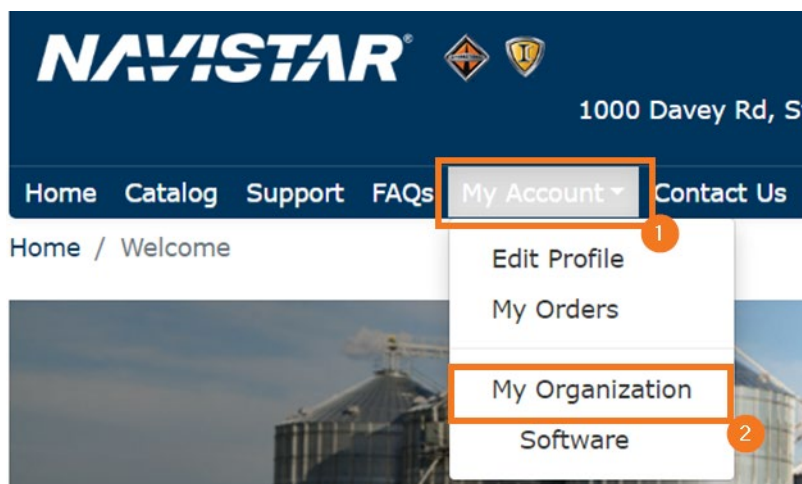 NAVISTAR®
1000 Davey Rd, S
Home Catalog Support FAQs My Account Contact Us
1
Home / Welcome
Edit Profile
My Orders
My Organization
Software
2